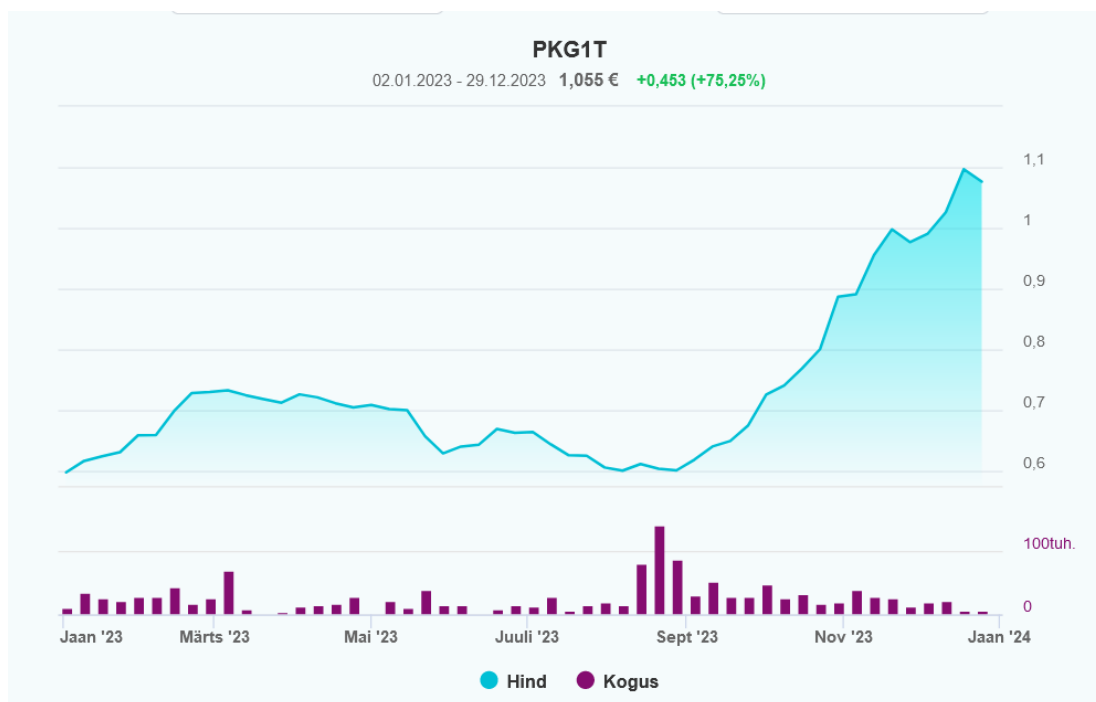 PKG1T
02.01.2023 - 29.12.2023 1,055 € +0,453 (+75,25%)
1,1
1
0,9
0,8
0,7
0,6
100tuh.
0
Jaan '23 Märts '23 Mai '23 Juuli '23 Sept '23 Nov '23 Jaan '24
Hind Kogus